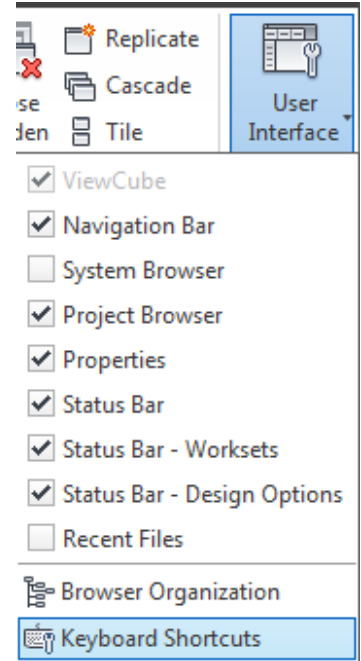 Replicate
Cascade
Tile
User
Interface
ViewCube
Navigation Bar
System Browser
Project Browser
Properties
Status Bar
Status Bar - Worksets
Status Bar - Design Options
Recent Files
Browser Organization
Keyboard Shortcuts